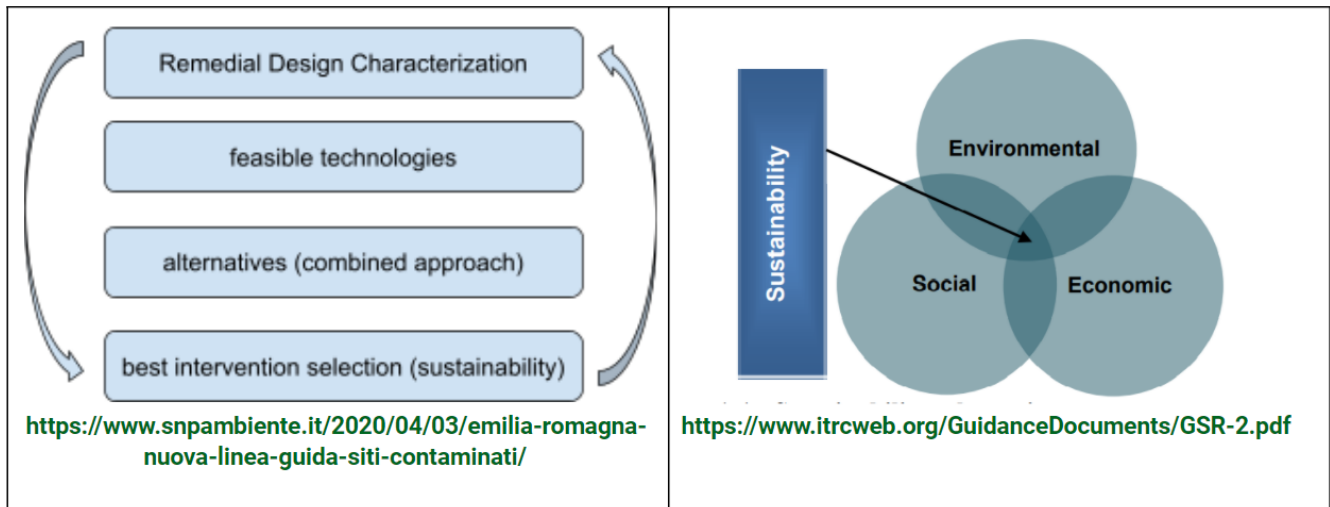 Remedial Design Characterization
feasible technologies
alternatives (combined approach)
best intervention selection (sustainability)
https://www.snpambiente.it/2020/04/03/emilia-romagna-
nuova-linea-guida-siti-contaminati/
Sustainability
Environmental
Social
Economic
https://www.itrcweb.org/GuidanceDocuments/GSR-2.pdf